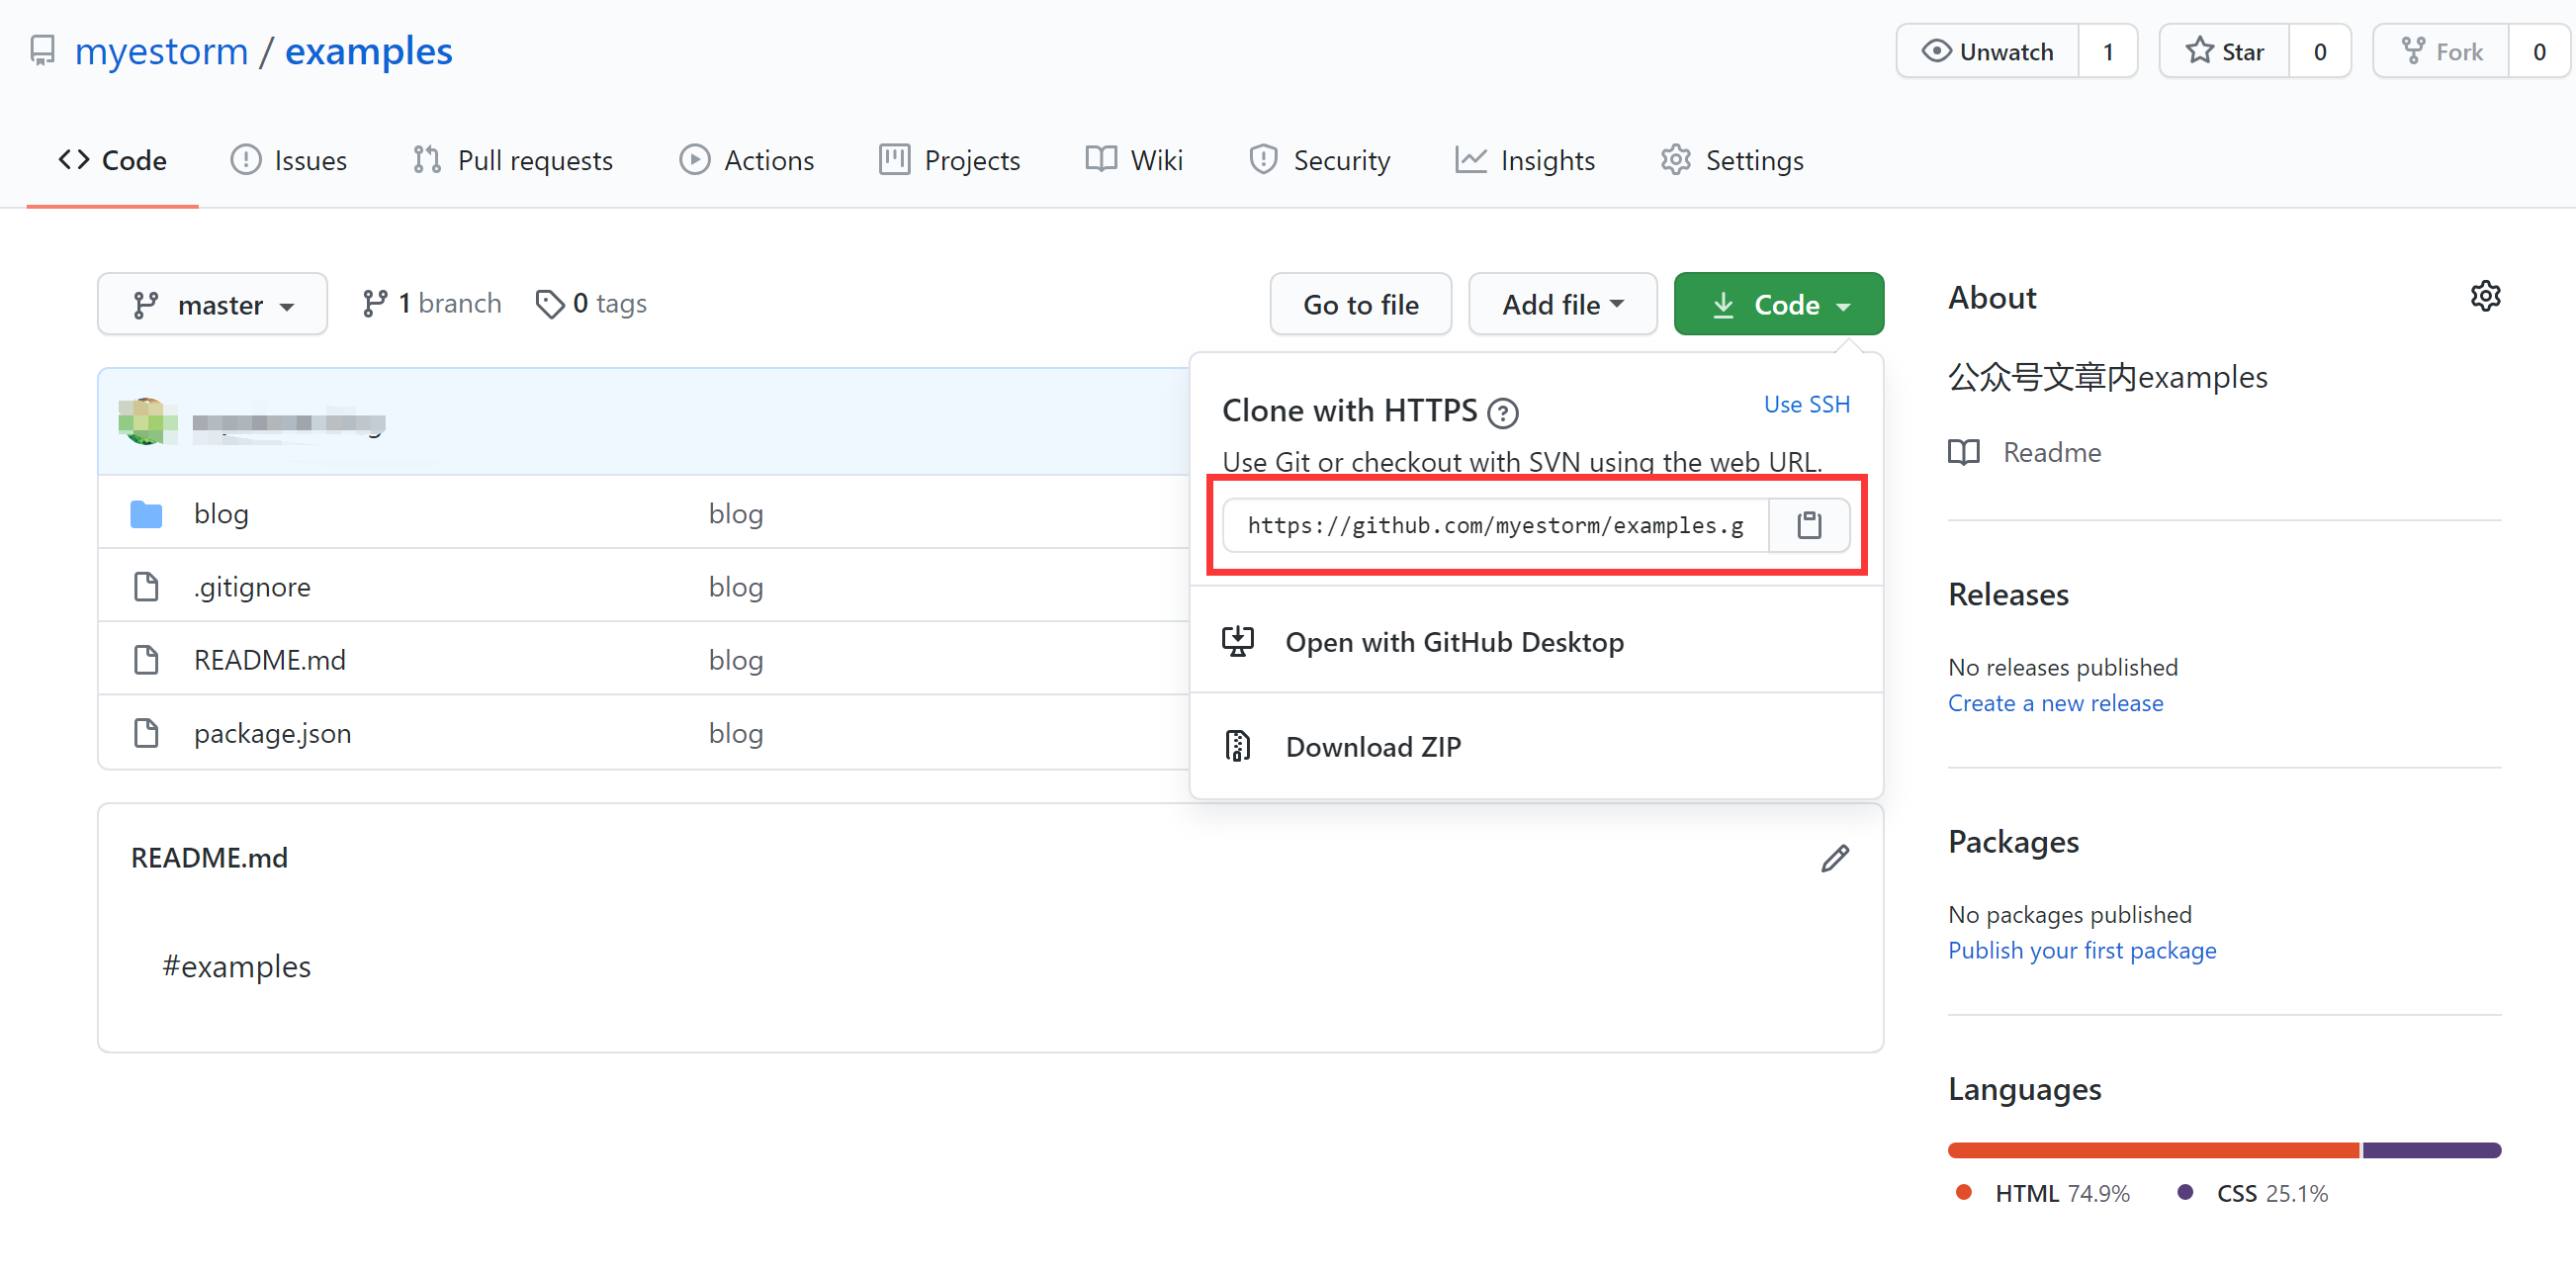 myestorm / examples
Unwatch 1 Star 0 Fork 0
Code Issues Pull requests Actions Projects Wiki Security Insights Settings
master 1 branch 0 tags Go to file Add file Code
Clone with HTTPS ? Use SSH
Use Git or checkout with SVN using the web URL.
https://github.com/myestorm/examples.g
Open with GitHub Desktop
Download ZIP
blog blog
.gitignore blog
README.md blog
package.json blog
README.md
#examples
About
公众号文章内examples
Readme
Releases
No releases published
Create a new release
Packages
No packages published
Publish your first package
Languages
HTML 74.9% CSS 25.1%